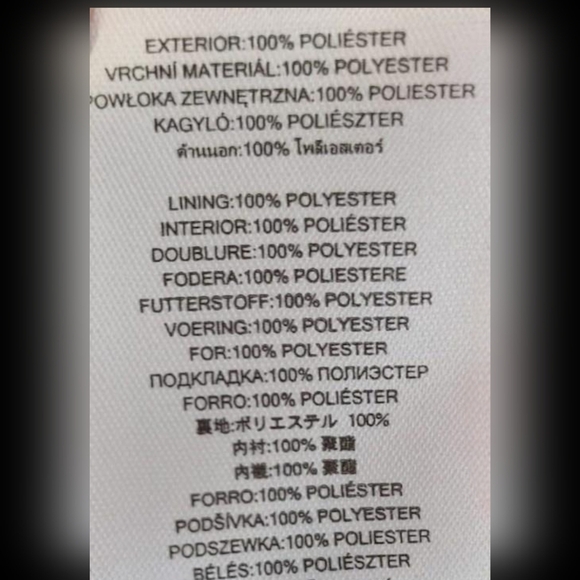 EXTERIOR:100% POLIÉSTER
VRCHNÍ MATERIÁL:100% POLYESTER
POWŁOKA ZEWNĘTRZNA:100% POLIESTER
KAGYLÓ:100% POLIÉSZTER
ด้านนอก:100% โพลีเอสเตอร์
LINING:100% POLYESTER
INTERIOR:100% POLIÉSTER
DOUBLURE:100% POLYESTER
FODERA:100% POLIESTERE
FUTTERSTOFF:100% POLYESTER
VOERING:100% POLYESTER
FOR:100% POLYESTER
ПОДКЛАДКА:100% ПОЛИЭСТЕР
FORRO:100% POLIÉSTER
裏地:ポリエステル 100%
内衬:100% 聚酯
內襯:100% 聚酯
FORRO:100% POLIÉSTER
PODŠÍVKA:100% POLYESTER
PODSZEWKA:100% POLIESTER
BÉLÉS:100% POLIÉSZTER